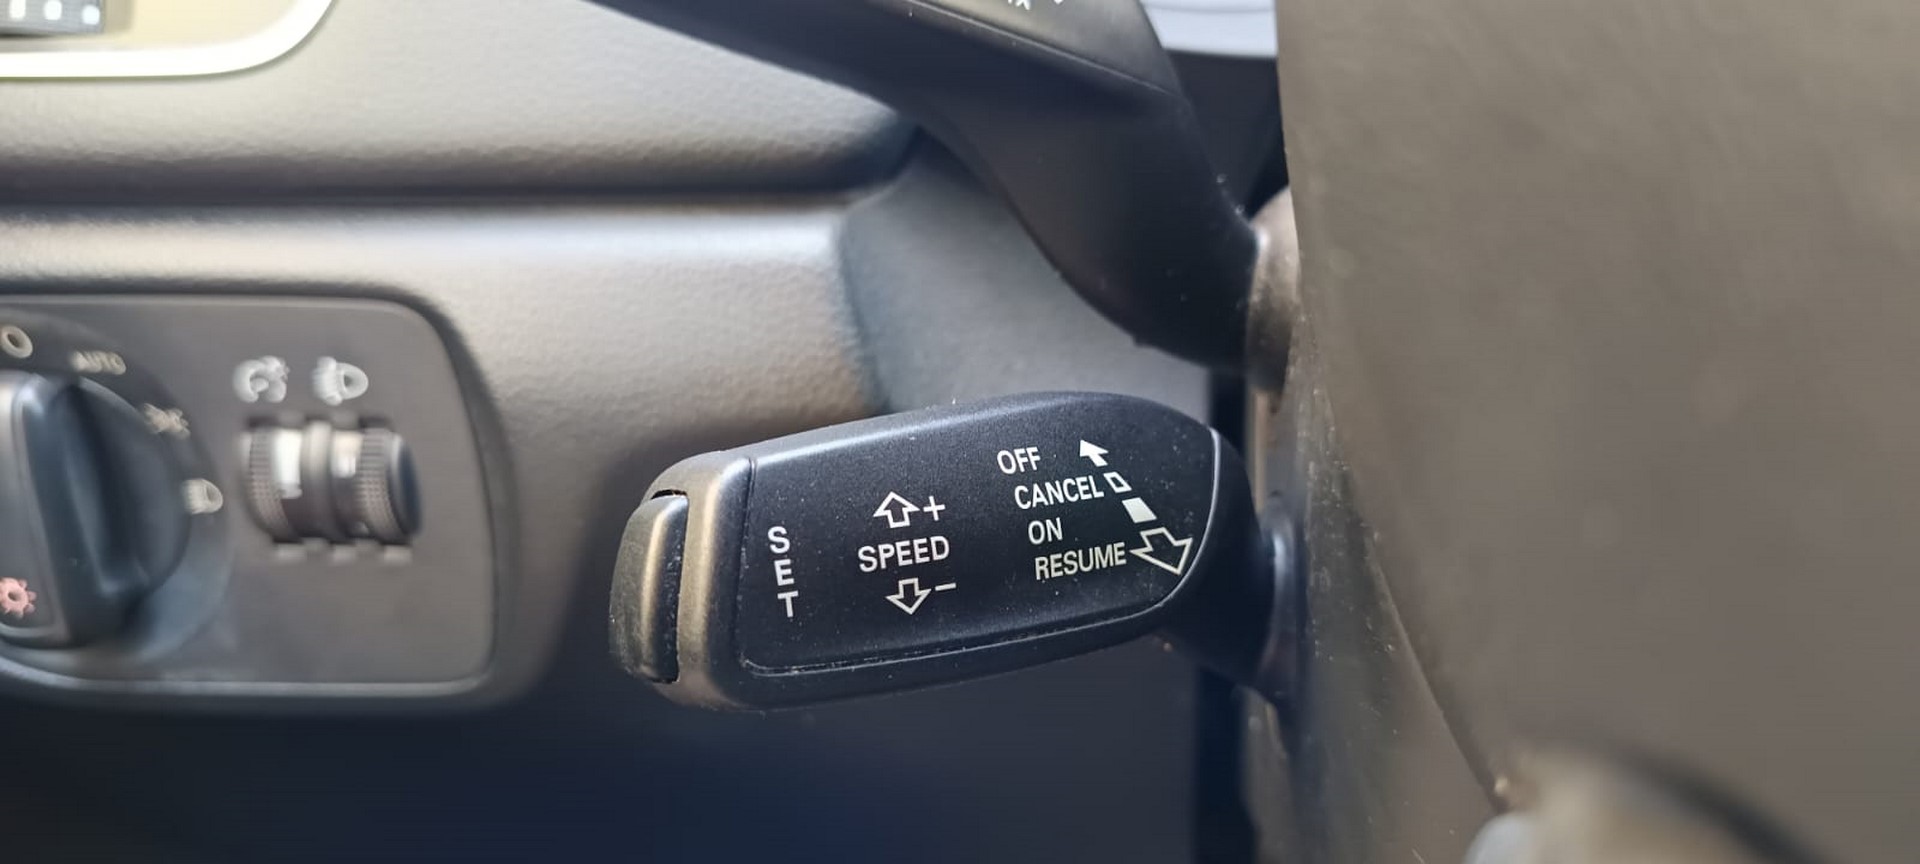 AUTO
OFF
CANCEL
ON
RESUME
+
SPEED
−
SET